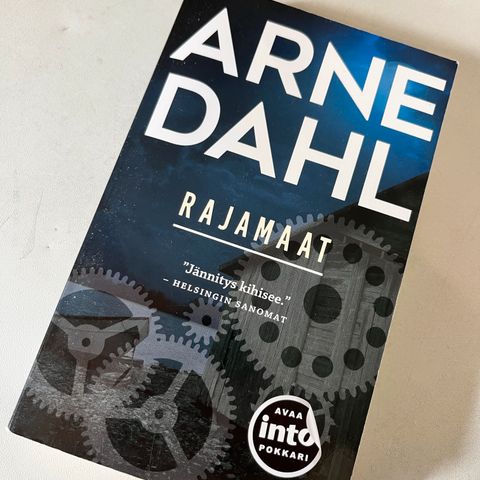 ARNE
DAHL
RAJAMAAT
”Jännitys kihisee.”
– HELSINGIN SANOMAT
AVAA
into
POKKARI